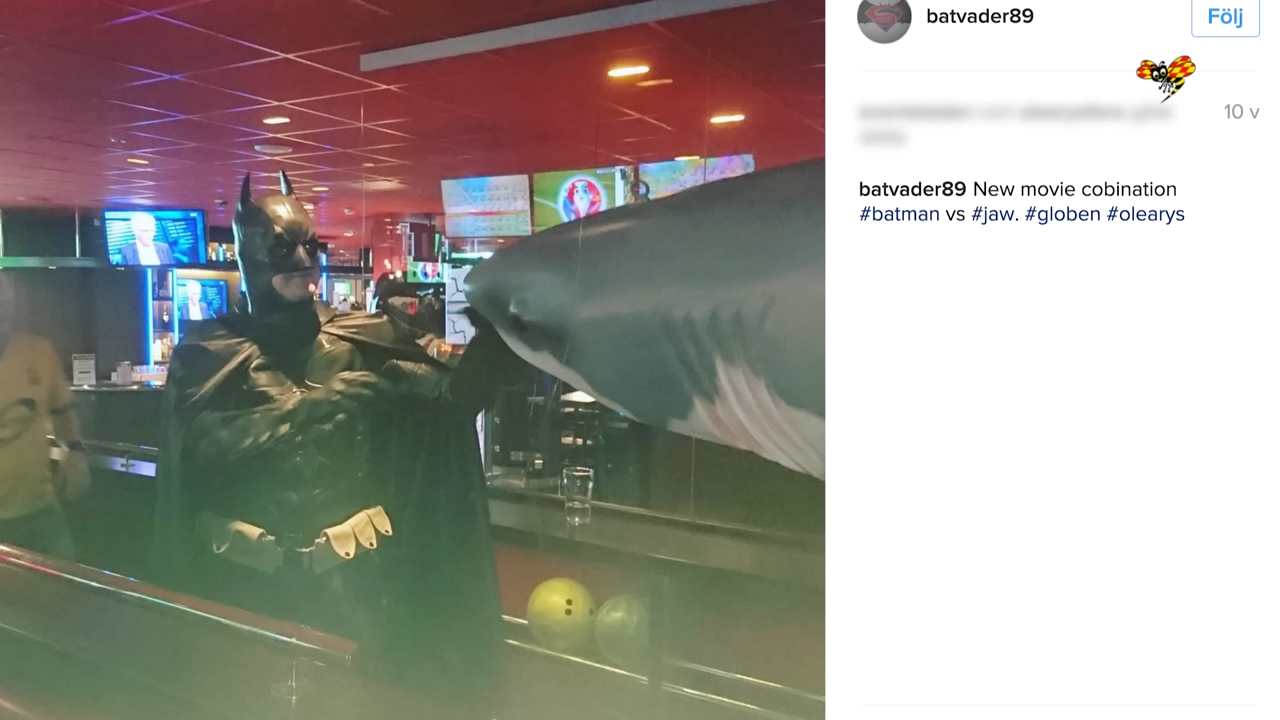 batvader89
Följ
10 v
batvader89 New movie cobination
#batman vs #jaw. #globen #olearys